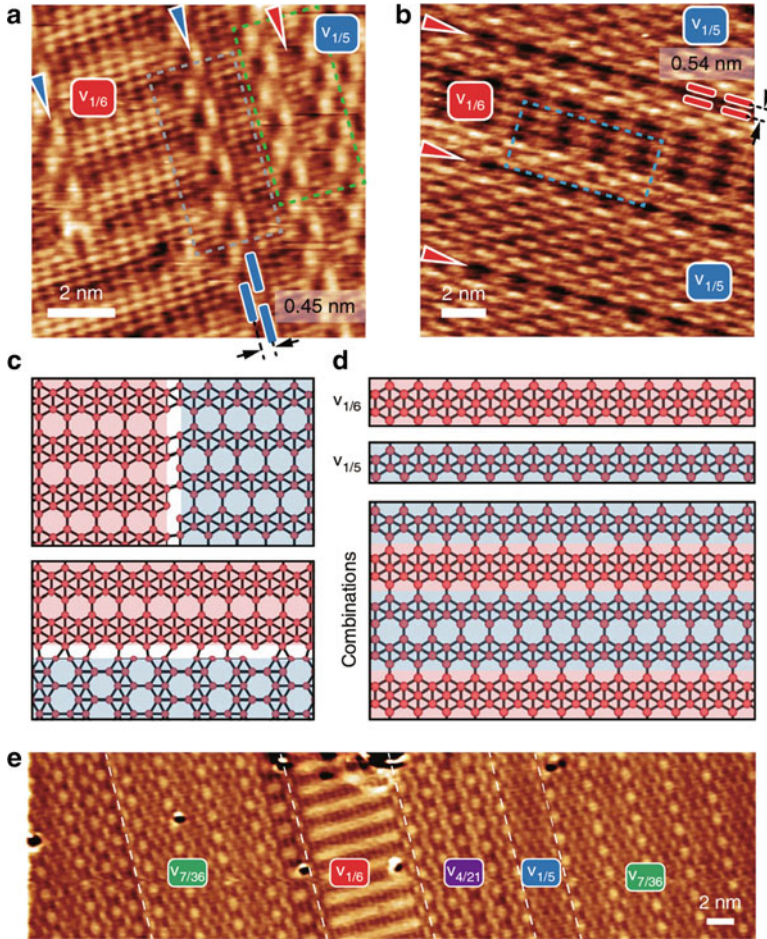 a
b
v1/5
v1/5
v1/6
0.54 nm
v1/6
v1/5
2 nm
0.45 nm
2 nm
c
d
v1/6
v1/5
Combinations
e
v7/36
v1/6
v4/21
v1/5
v7/36
2 nm